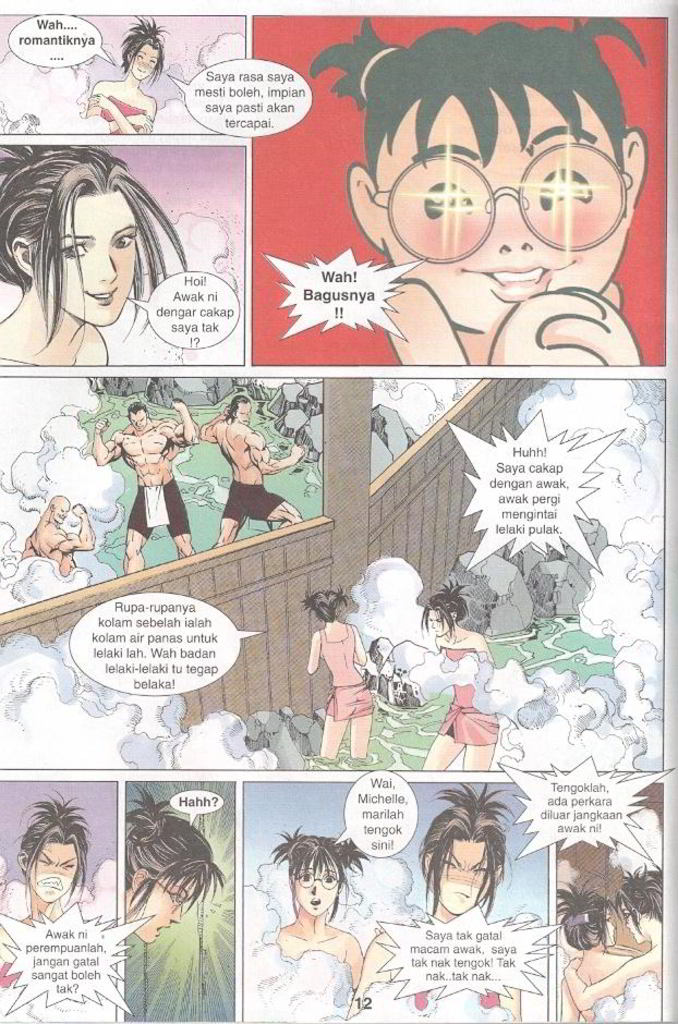 Wah....
romantiknya
....
Saya rasa saya
mesti boleh, impian
saya pasti akan
tercapai.
Wah!
Bagusnya
!!
Hoi!
Awak ni
dengar cakap
saya tak
!?
Huhh!
Saya cakap
dengan awak,
awak pergi
mengintai
lelaki pulak.
Rupa-rupanya
kolam sebelah ialah
kolam air panas untuk
lelaki lah. Wah badan
lelaki-lelaki tu tegap
belaka!
Awak ni
perempuanlah,
jangan gatal
sangat boleh
tak?
Hahh?
Wai,
Michelle,
marilah
tengok
sini!
Saya tak gatal
macam awak, saya
tak nak tengok! Tak
nak..tak nak...
Tengoklah,
ada perkara
diluar jangkaan
awak ni!
12